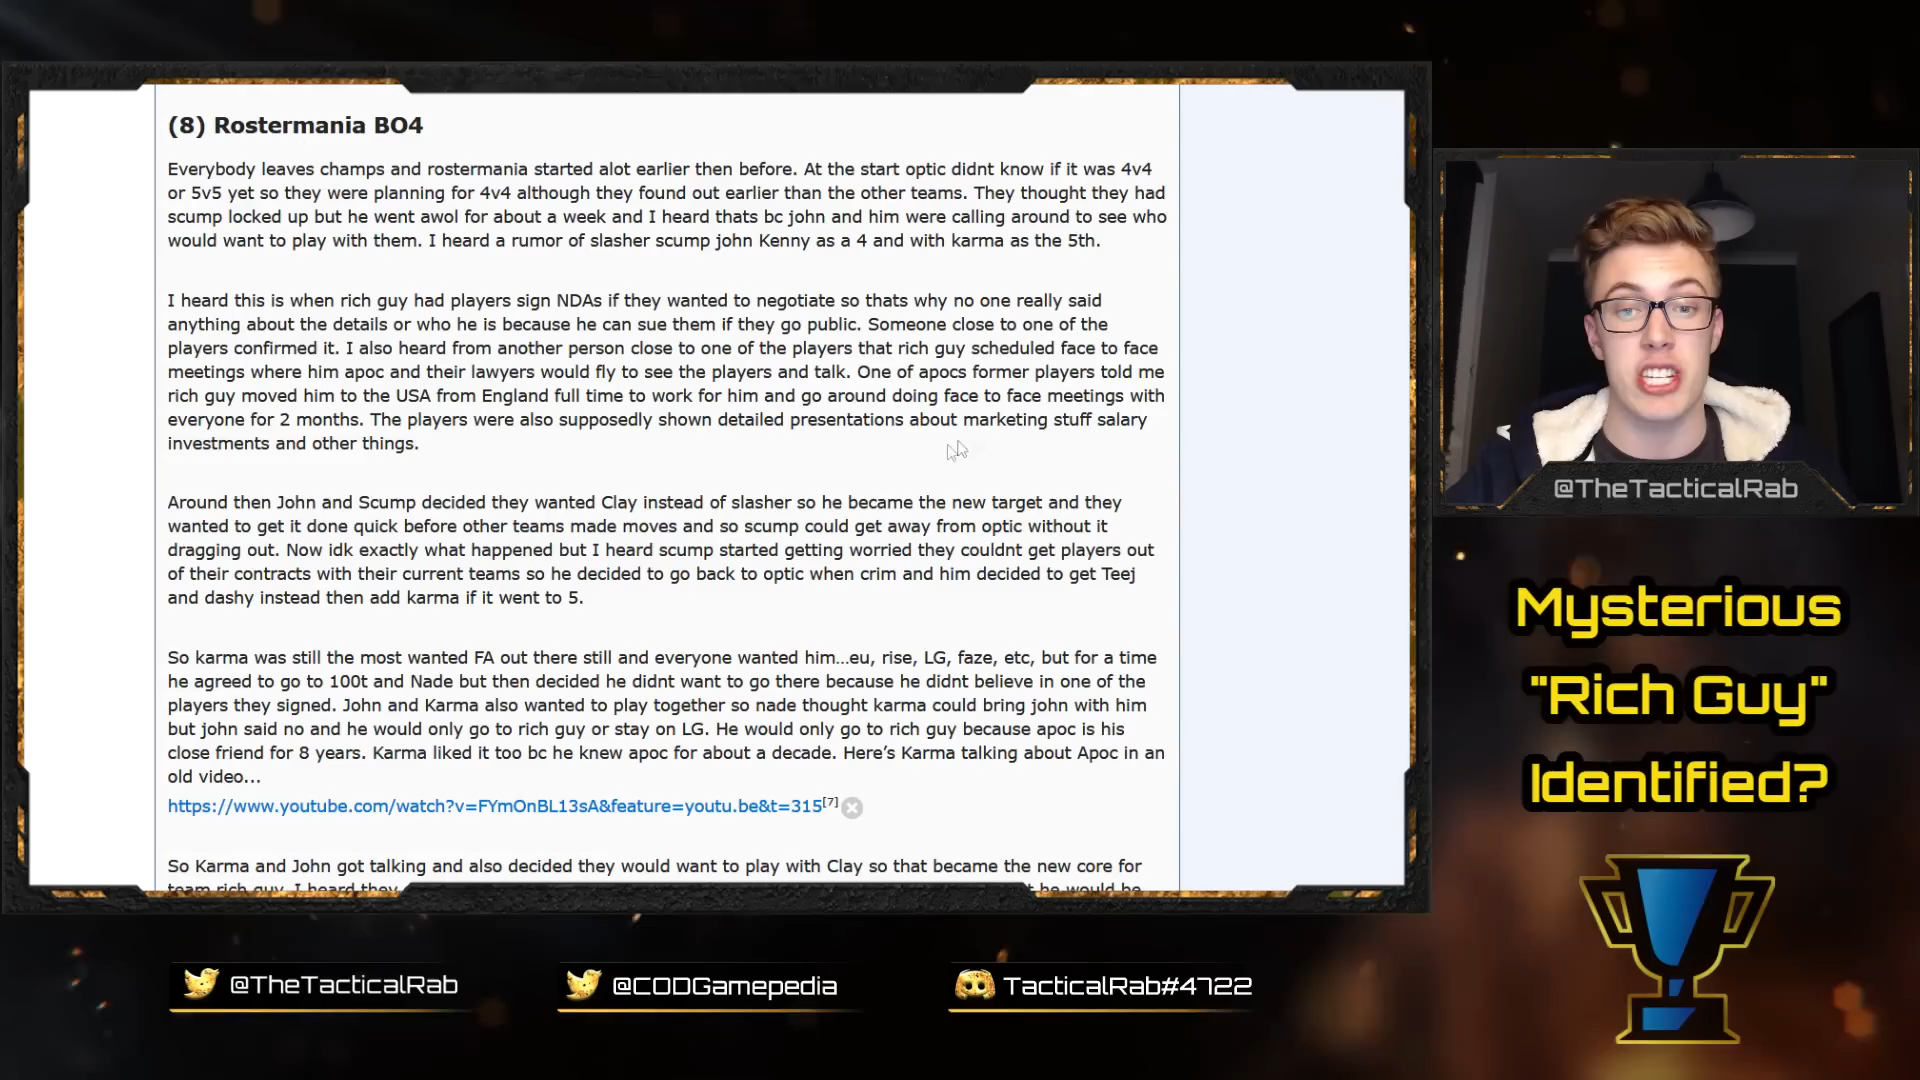 (8) Rostermania BO4
Everybody leaves champs and rostermania started alot earlier then before. At the start optic didnt know if it was 4v4
or 5v5 yet so they were planning for 4v4 although they found out earlier than the other teams. They thought they had
scump locked up but he went awol for about a week and I heard thats bc john and him were calling around to see who
would want to play with them. I heard a rumor of slasher scump john Kenny as a 4 and with karma as the 5th.
I heard this is when rich guy had players sign NDAs if they wanted to negotiate so thats why no one really said
anything about the details or who he is because he can sue them if they go public. Someone close to one of the
players confirmed it. I also heard from another person close to one of the players that rich guy scheduled face to face
meetings where him apoc and their lawyers would fly to see the players and talk. One of apocs former players told me
rich guy moved him to the USA from England full time to work for him and go around doing face to face meetings with
everyone for 2 months. The players were also supposedly shown detailed presentations about marketing stuff salary
investments and other things.
Around then John and Scump decided they wanted Clay instead of slasher so he became the new target and they
wanted to get it done quick before other teams made moves and so scump could get away from optic without it
dragging out. Now idk exactly what happened but I heard scump started getting worried they couldnt get players out
of their contracts with their current teams so he decided to go back to optic when crim and him decided to get Teej
and dashy instead then add karma if it went to 5.
So karma was still the most wanted FA out there still and everyone wanted him...eu, rise, LG, faze, etc, but for a time
he agreed to go to 100t and Nade but then decided he didnt want to go there because he didnt believe in one of the
players they signed. John and Karma also wanted to play together so nade thought karma could bring john with him
but john said no and he would only go to rich guy or stay on LG. He would only go to rich guy because apoc is his
close friend for 8 years. Karma liked it too bc he knew apoc for about a decade. Here's Karma talking about Apoc in an
old video...
https://www.youtube.com/watch?v=FYmOnBL13sA&feature=youtu.be&t=315[7]
So Karma and John got talking and also decided they would want to play with Clay so that became the new core for
team rich guy. I heard they
he would be
@TheTacticalRab
Mysterious
"Rich Guy"
Identified?
@TheTacticalRab
@CODGamepedia
TacticalRab#4722